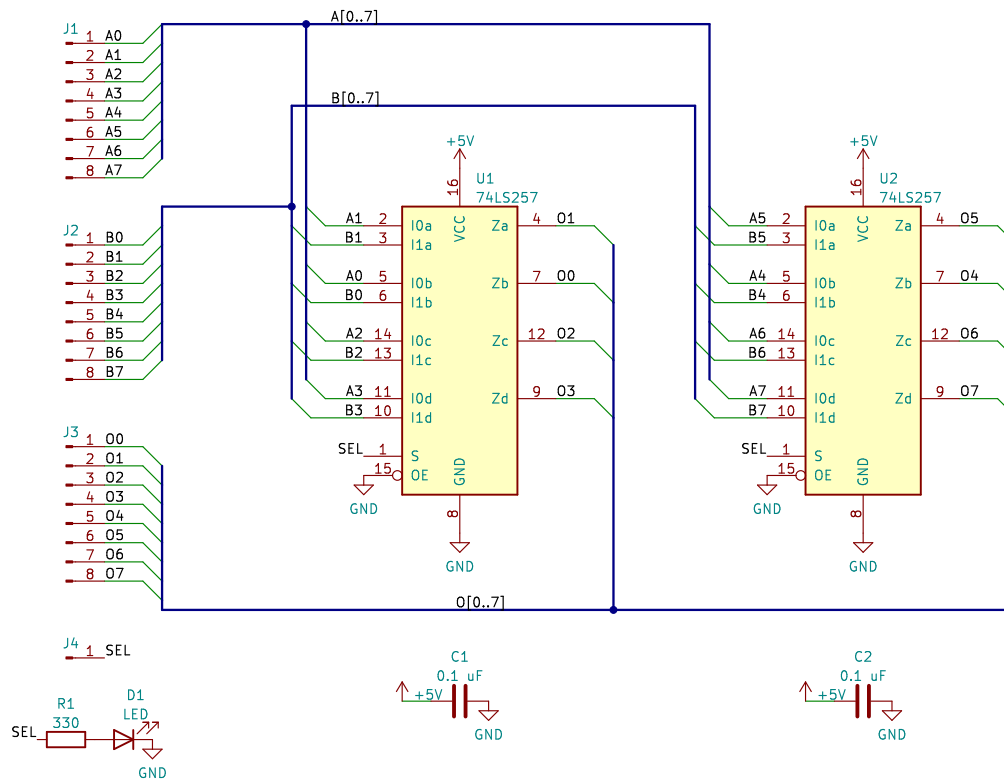 A[0..7]
J1
1 A0
2 A1
3 A2
4 A3
5 A4
6 A5
7 A6
8 A7
B[0..7]
J2
1 B0
2 B1
3 B2
4 B3
5 B4
6 B5
7 B6
8 B7
J3
1 O0
2 O1
3 O2
4 O3
5 O4
6 O5
7 O6
8 O7
O[0..7]
+5V
16
U1
74LS257
VCC
A1 2 I0a Za 4 O1
B1 3 I1a
A0 5 I0b Zb 7 O0
B0 6 I1b
A2 14 I0c Zc 12 O2
B2 13 I1c
A3 11 I0d Zd 9 O3
B3 10 I1d
SEL 1 S
15 OE
GND
GND
8
GND
+5V
16
U2
74LS257
VCC
A5 2 I0a Za 4 O5
B5 3 I1a
A4 5 I0b Zb 7 O4
B4 6 I1b
A6 14 I0c Zc 12 O6
B6 13 I1c
A7 11 I0d Zd 9 O7
B7 10 I1d
SEL 1 S
15 OE
GND
GND
8
GND
J4
1 SEL
R1
330
SEL
D1
LED
GND
C1
0.1 uF
+5V
GND
C2
0.1 uF
+5V
GND